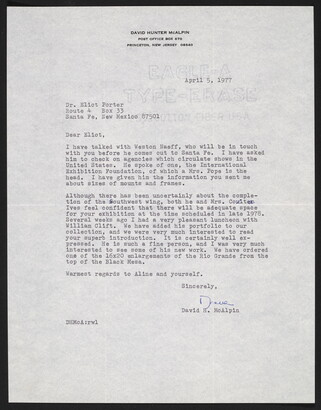 DAVID HUNTER McALPIN
POST OFFICE BOX 670
PRINCETON, NEW JERSEY 08540
EAGLE-A
TYPE-ERASE
April 5, 1977
Dr. Eliot Porter
Route 4 Box 33
Santa Fe, New Mexico 87501
Dear Eliot,
I have talked with Weston Naeff, who will be in touch
with you before he comes out to Santa Fe. I have asked
him to check on agencies which circulate shows in the
United States. He spoke of one, the International
Exhibition Foundation, of which a Mrs. Pope is the
head. I have given him the information you sent me
about sizes of mounts and frames.
Although there has been uncertainly about the comple-
tion of the Southwest wing, both he and Mrs. Coulter
Ives feel confident that there will be adequate space
for your exhibition at the time scheduled in late 1978.
Several weeks ago I had a very pleasant luncheon with
William Clift. We have added his portfolio to our
collection, and we were very much interested to read
your superb introduction. It is certainly well ex-
pressed. He is such a fine person, and I was very much
interested to see some of his new work. We have ordered
one of the 16x20 enlargements of the Rio Grande from the
top of the Black Mesa.
Warmest regards to Aline and yourself.
Sincerely,
Dave
David H. McAlpin
DHMcA:rwl